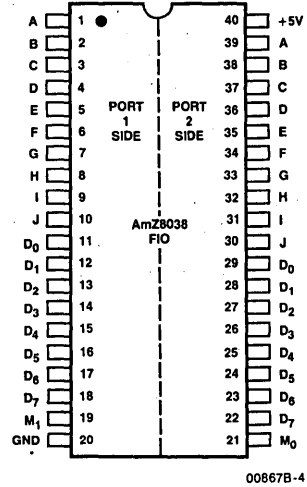 A 1 40 +5V
B 2 39 A
C 3 38 B
D 4 37 C
E 5 PORT PORT 36 D
F 6 1 2 35 E
SIDE SIDE
G 7 34 F
H 8 33 G
I 9 32 H
J 10 31 I
AmZ8038
FIO
D0 11 30 J
D1 12 29 D0
D2 13 28 D1
D3 14 27 D2
D4 15 26 D3
D5 16 25 D4
D6 17 24 D5
D7 18 23 D6
M1 19 22 D7
GND 20 21 M0
00867B-4